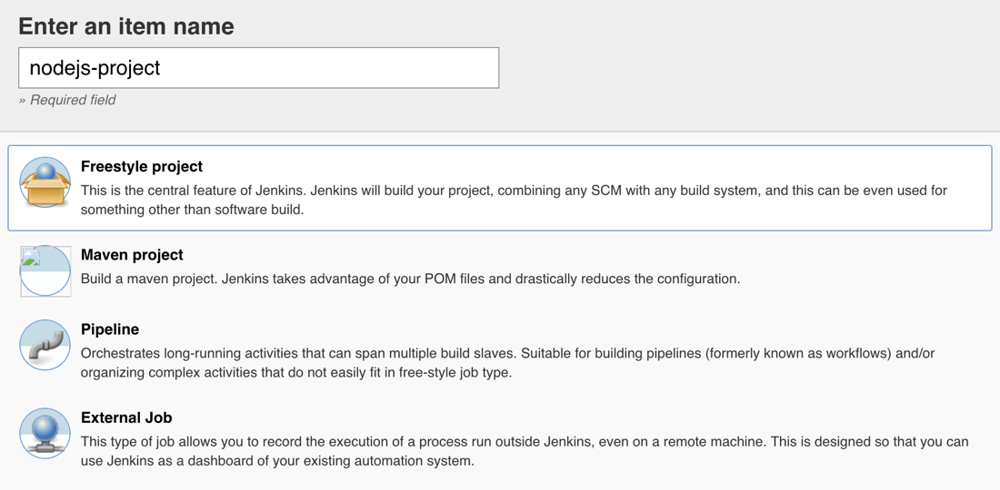 Enter an item name
nodejs-project
» Required field
Freestyle project
This is the central feature of Jenkins. Jenkins will build your project, combining any SCM with any build system, and this can be even used for
something other than software build.
Maven project
Build a maven project. Jenkins takes advantage of your POM files and drastically reduces the configuration.
Pipeline
Orchestrates long-running activities that can span multiple build slaves. Suitable for building pipelines (formerly known as workflows) and/or
organizing complex activities that do not easily fit in free-style job type.
External Job
This type of job allows you to record the execution of a process run outside Jenkins, even on a remote machine. This is designed so that you can
use Jenkins as a dashboard of your existing automation system.